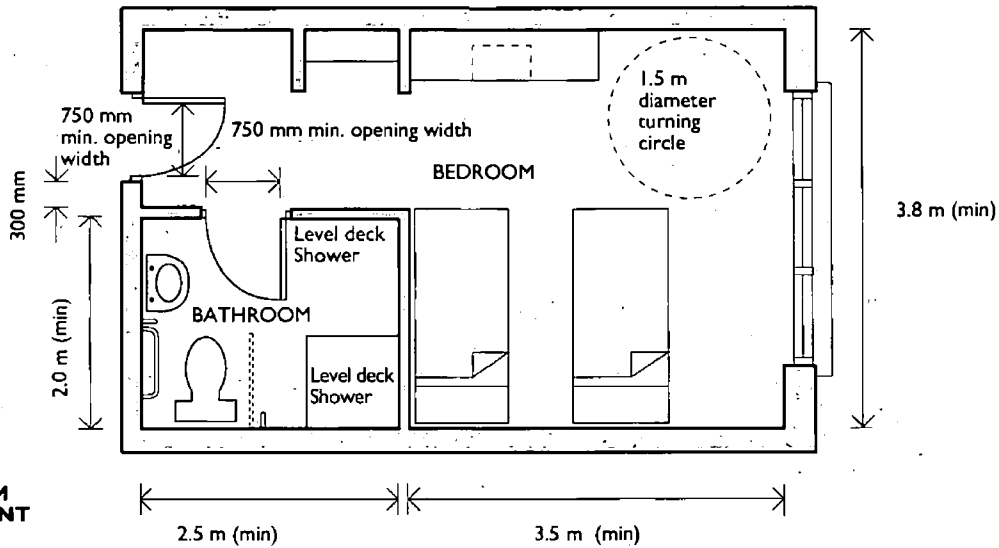 750 mm
min. opening
width
750 mm min. opening width
1.5 m
diameter
turning
circle
BEDROOM
300 mm
3.8 m (min)
Level deck
Shower
BATHROOM
2.0 m (min)
Level deck
Shower
M
NT
2.5 m (min)
3.5 m (min)